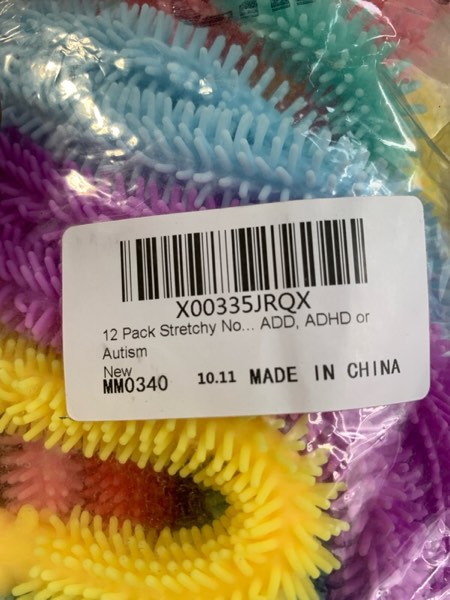 X00335JRQX
12 Pack Stretchy No... ADD, ADHD or
Autism
New
MM0340 10.11 MADE IN CHINA